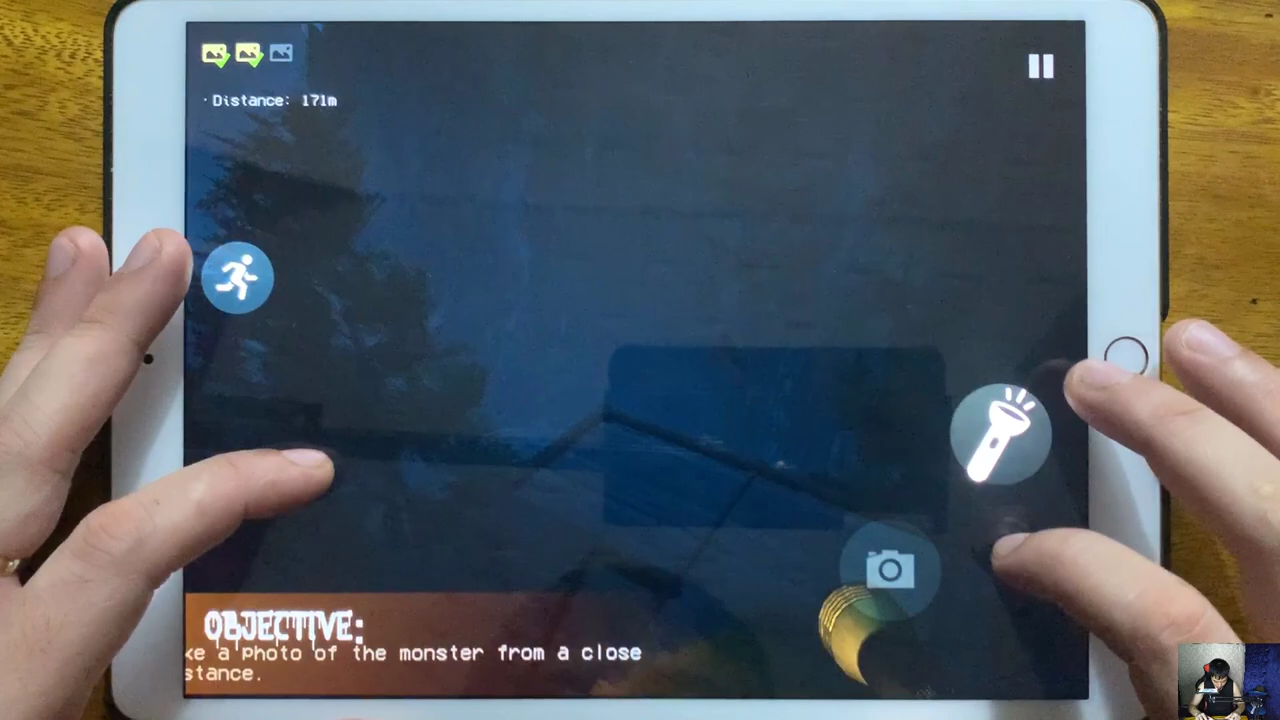 · Distance: 171m
OBJECTIVE:
ke a photo of the monster from a close
stance.